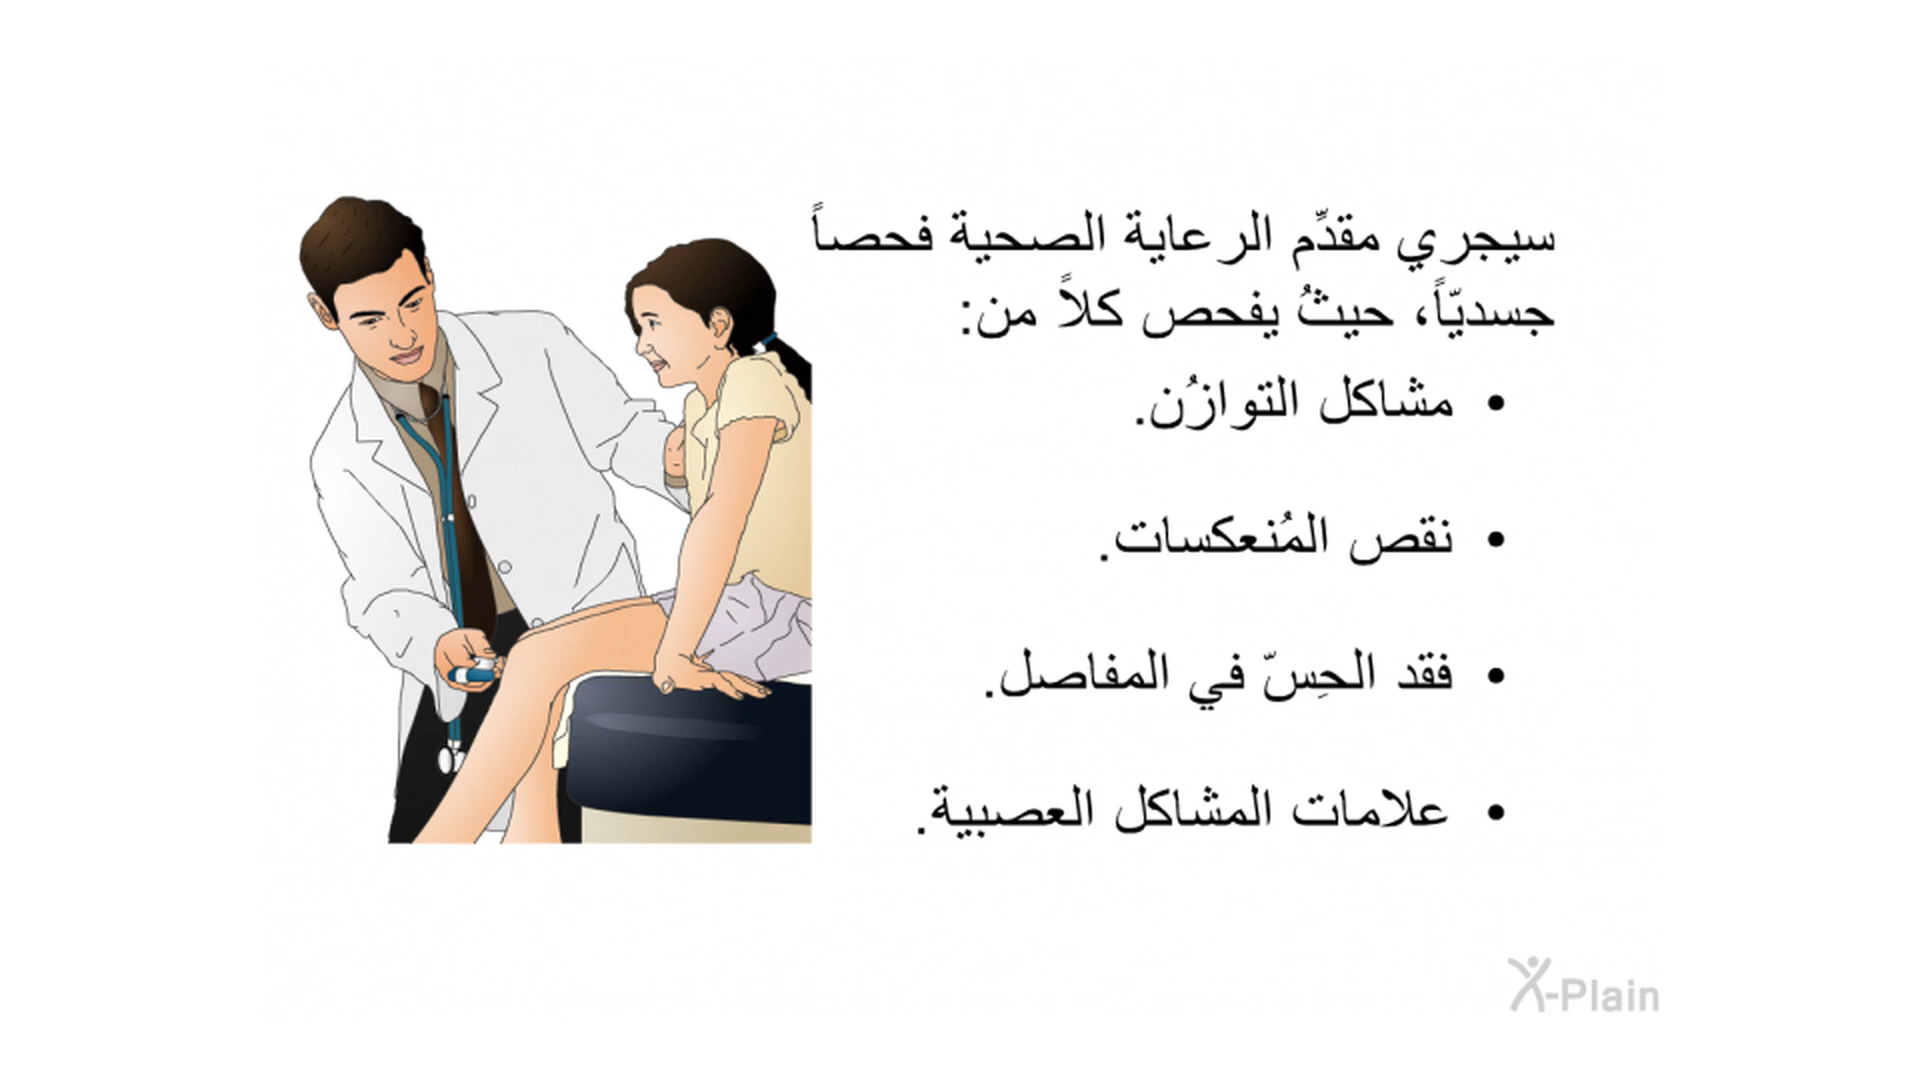 سيجري مقدِّم الرعاية الصحية فحصاً
جسديّاً، حيثُ يفحص كلاً من:
• مشاكل التوازُن.
• نقص المُنعكسات.
• فقد الحِسّ في المفاصل.
• علامات المشاكل العصبية.
X-Plain